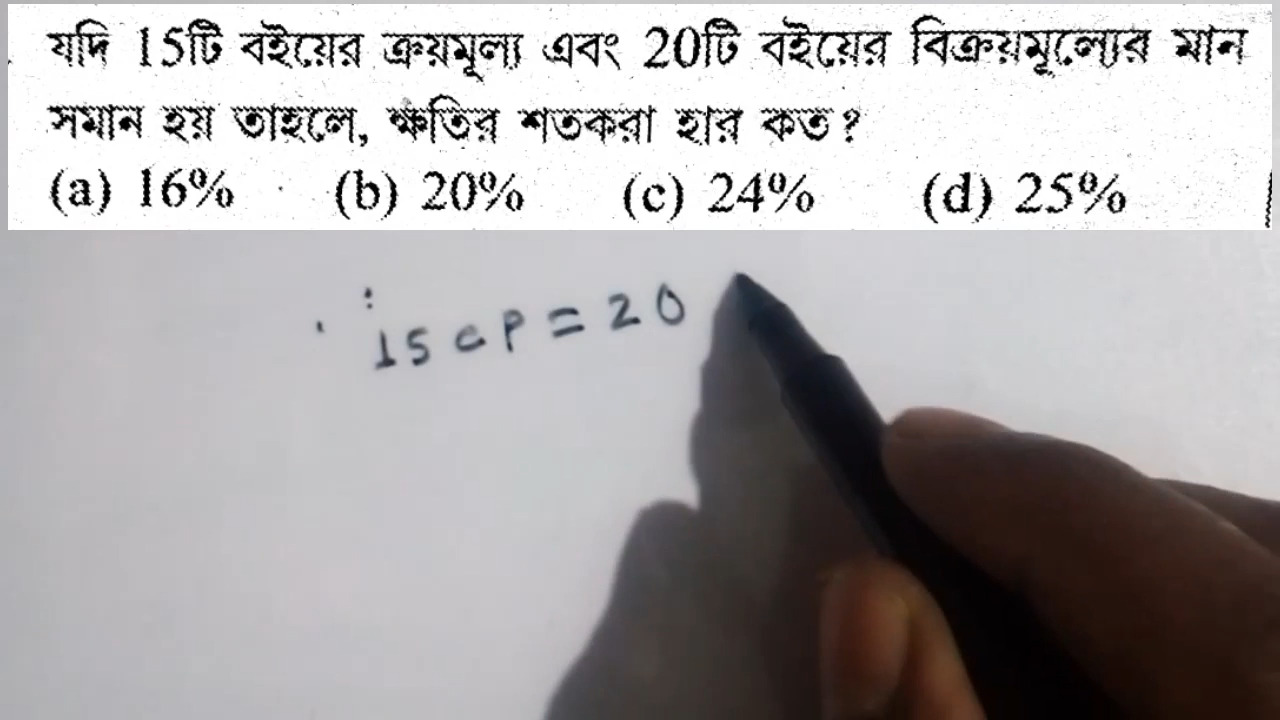 যদি 15টি বইয়ের ক্রয়মূল্য এবং 20টি বইয়ের বিক্রয়মূল্যের মান
সমান হয় তাহলে, ক্ষতির শতকরা হার কত?
(a) 16% (b) 20% (c) 24% (d) 25%
15 CP = 20